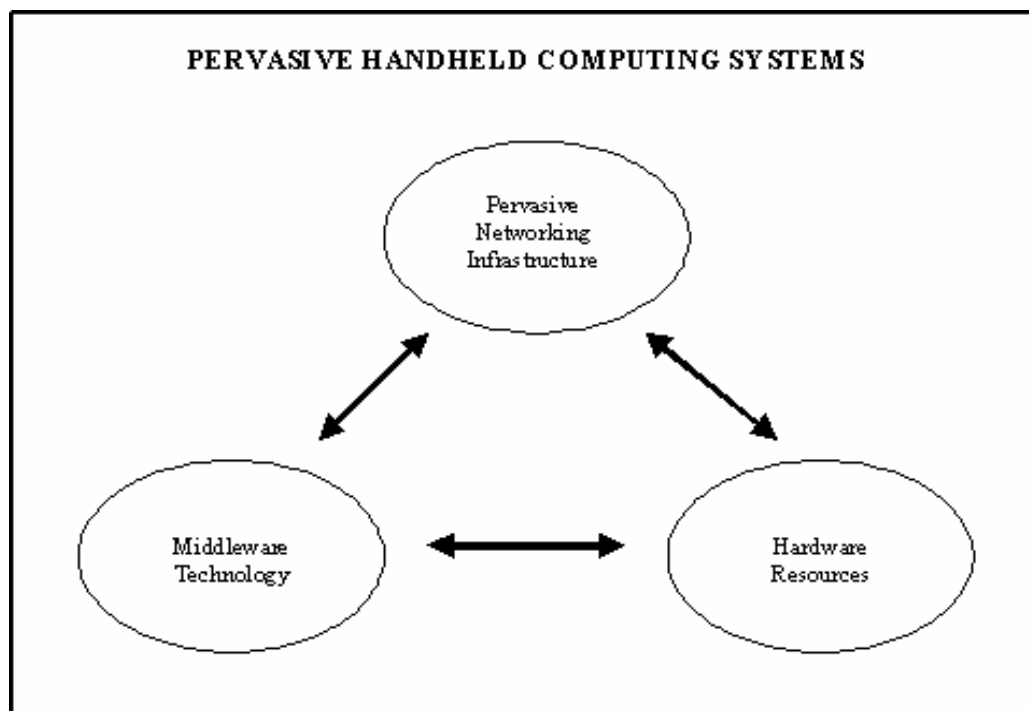 PERVASIVE HANDHELD COMPUTING SYSTEMS
Pervasive
Networking
Infrastructure
Middleware
Technology
Hardware
Resources